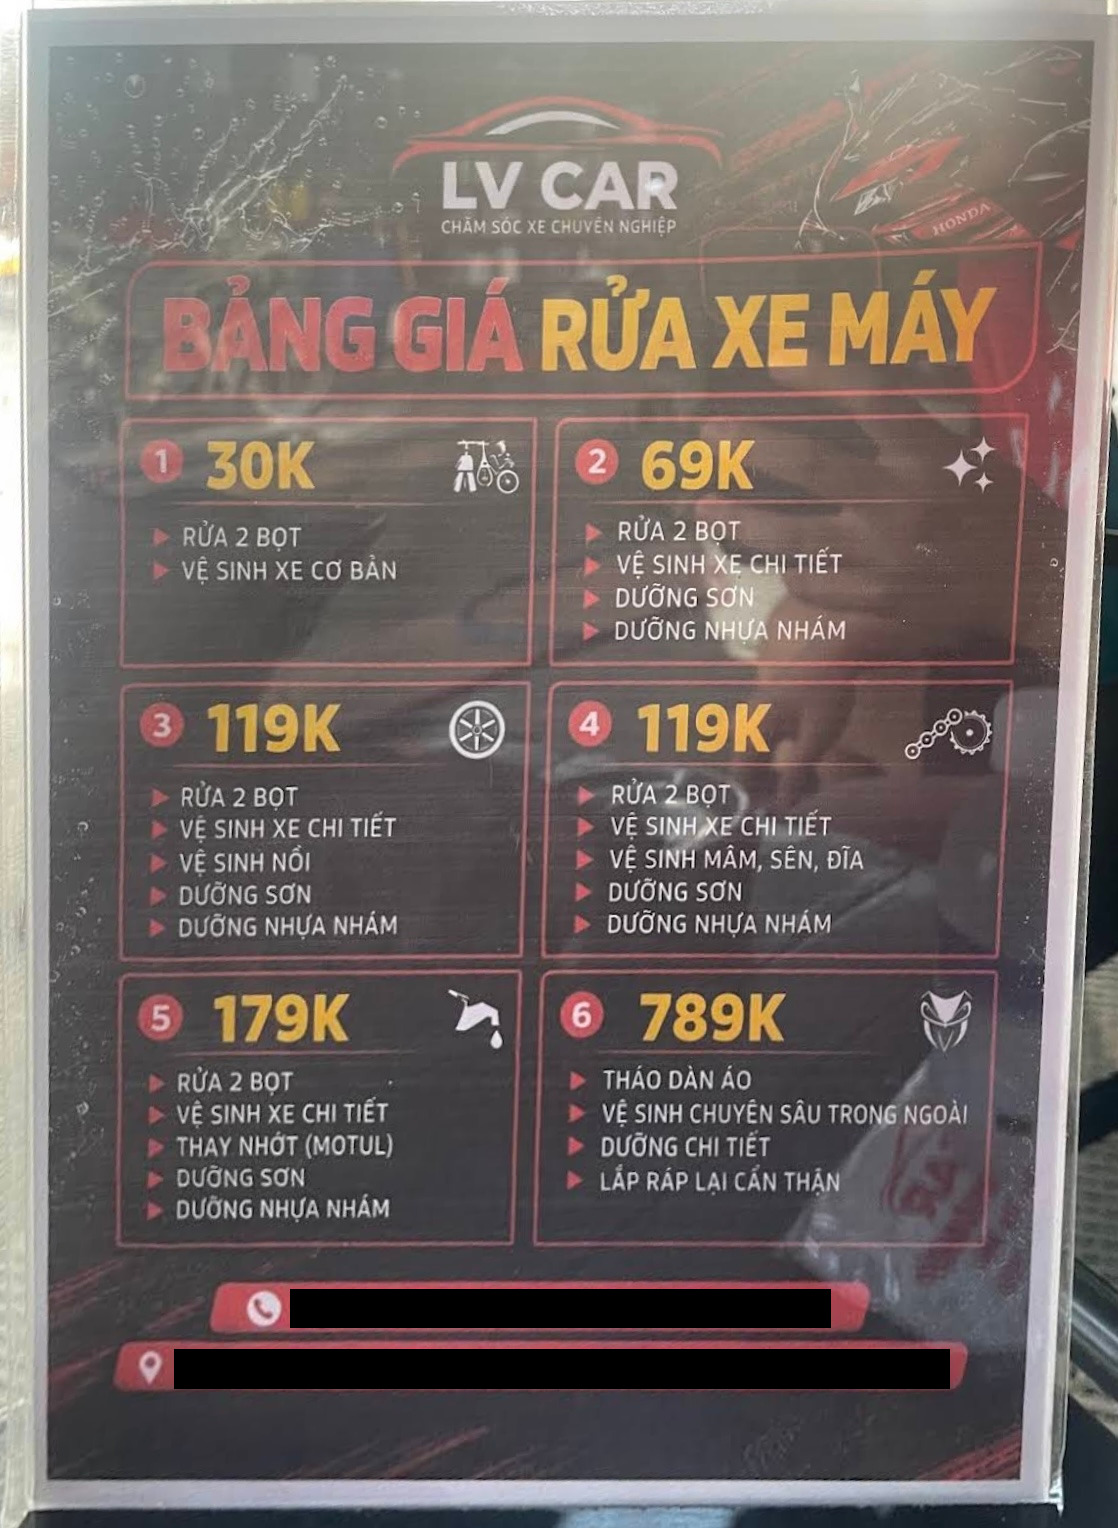 LV CAR
CHĂM SÓC XE CHUYÊN NGHIỆP
HONDA
BẢNG GIÁ RỬA XE MÁY
1 30K
RỬA 2 BỌT
VỆ SINH XE CƠ BẢN
2 69K
RỬA 2 BỌT
VỆ SINH XE CHI TIẾT
DƯỠNG SƠN
DƯỠNG NHỰA NHÁM
3 119K
RỬA 2 BỌT
VỆ SINH XE CHI TIẾT
VỆ SINH NỒI
DƯỠNG SƠN
DƯỠNG NHỰA NHÁM
4 119K
RỬA 2 BỌT
VỆ SINH XE CHI TIẾT
VỆ SINH MÂM, SÊN, ĐĨA
DƯỠNG SƠN
DƯỠNG NHỰA NHÁM
5 179K
RỬA 2 BỌT
VỆ SINH XE CHI TIẾT
THAY NHỚT (MOTUL)
DƯỠNG SƠN
DƯỠNG NHỰA NHÁM
6 789K
THÁO DÀN ÁO
VỆ SINH CHUYÊN SÂU TRONG NGOÀI
DƯỠNG CHI TIẾT
LẮP RÁP LẠI CẨN THẬN